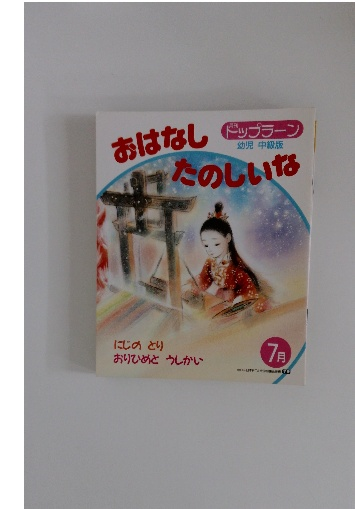 トップラーン
幼児 中級版
おはなし
たのしいな
にじの とり
おりひめと うしかい
7月